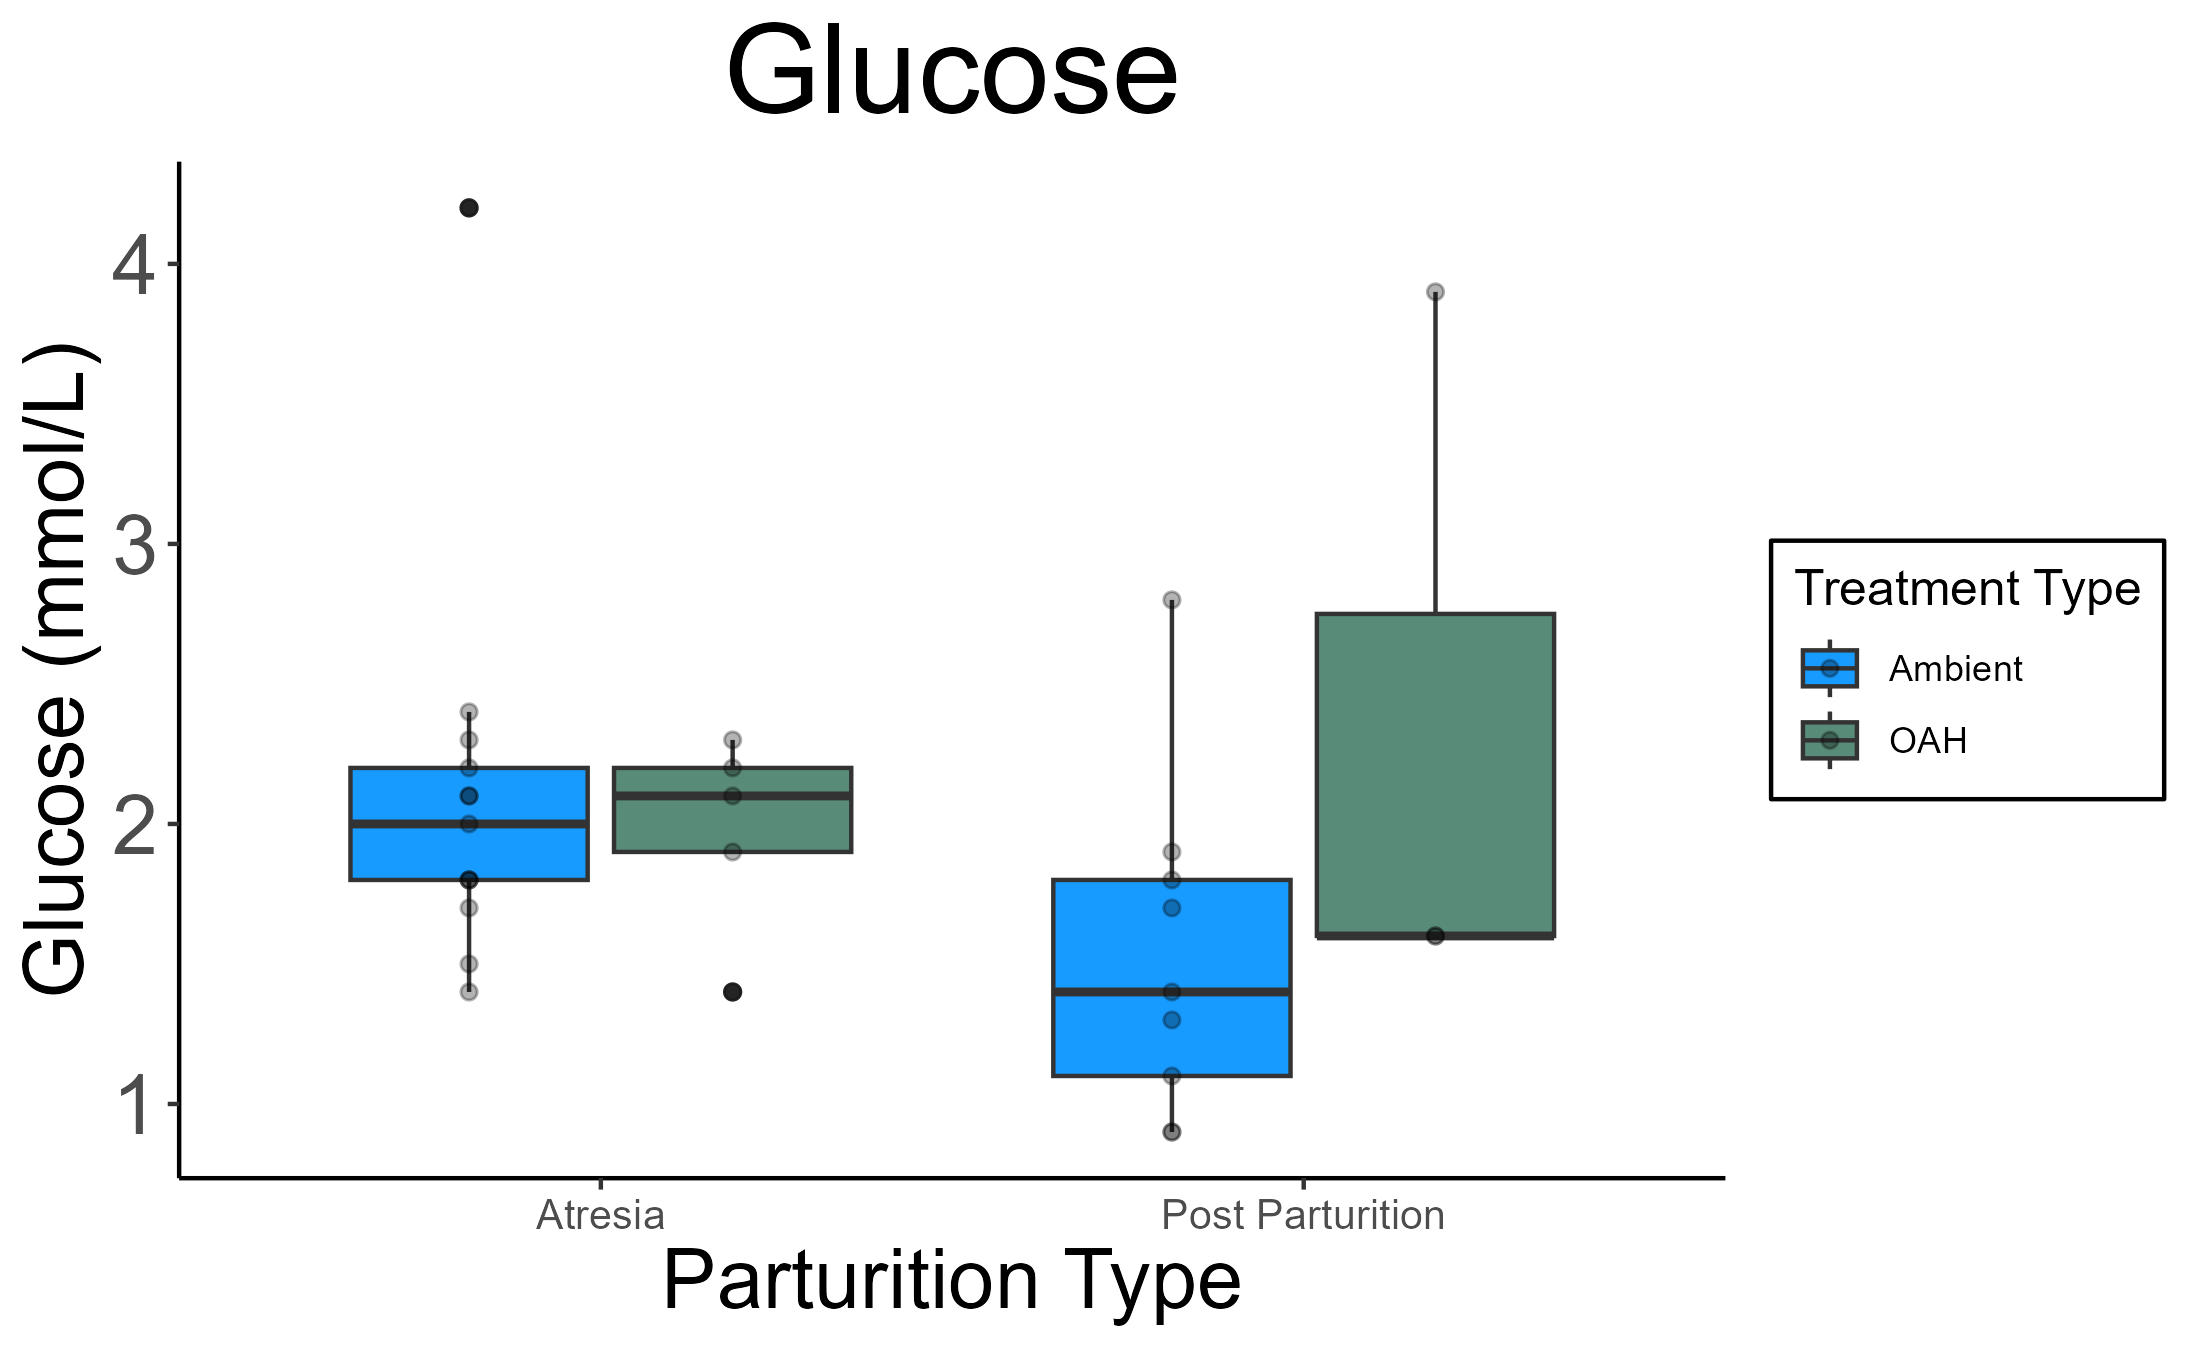 Glucose
4
3
2
1
Glucose (mmol/L)
Atresia
Post Parturition
Parturition Type
Treatment Type
Ambient
OAH